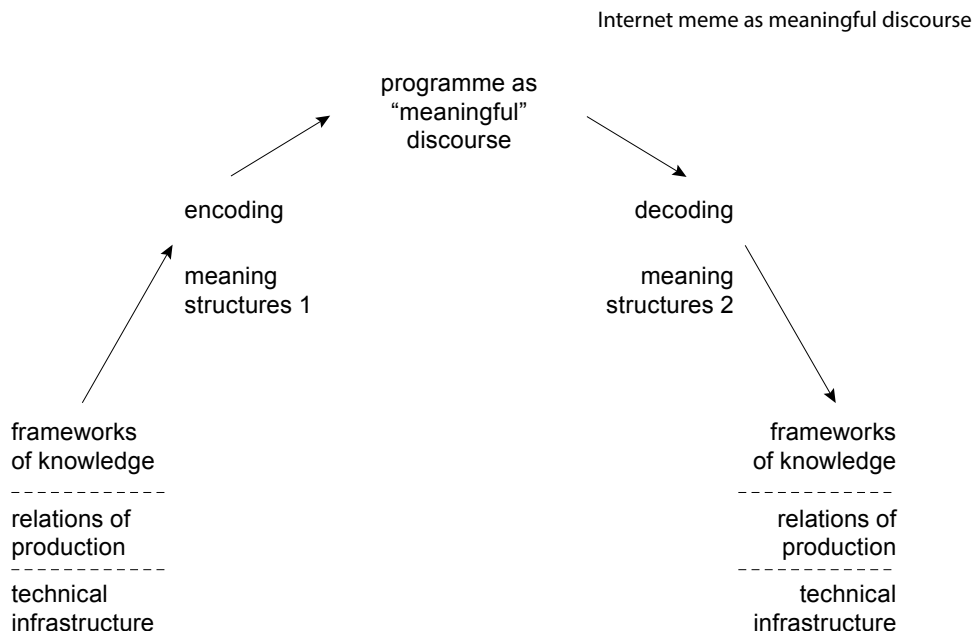 Internet meme as meaningful discourse
programme as
“meaningful”
discourse
encoding
decoding
meaning
structures 1
meaning
structures 2
frameworks
of knowledge
relations of
production
technical
infrastructure
frameworks
of knowledge
relations of
production
technical
infrastructure